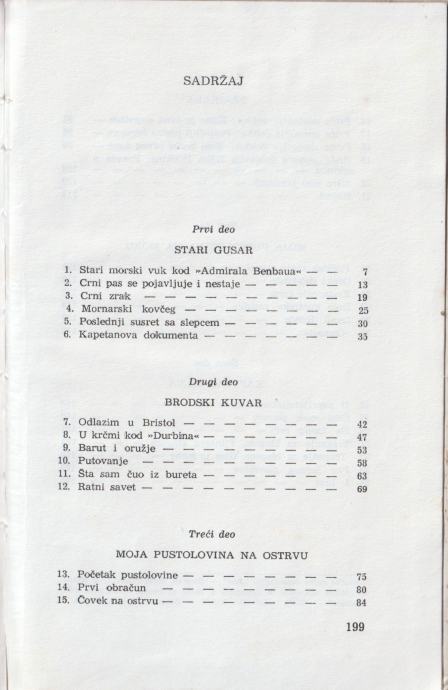 SADRŽAJ
Prvi deo
STARI GUSAR
1. Stari morski vuk kod »Admirala Benbaua« — — 7
2. Crni pas se pojavljuje i nestaje — — — — — 13
3. Crni zrak — — — — — — — — 19
4. Mornarski kovčeg — — — — — — — 25
5. Poslednji susret sa slepcem — — — — — 30
6. Kapetanova dokumenta — — — — — — 35
Drugi deo
BRODSKI KUVAR
7. Odlazim u Bristol — — — — — — — 42
8. U krčmi kod »Durbina« — — — — — — 47
9. Barut i oružje — — — — — — — — 53
10. Putovanje — — — — — — — — 58
11. Šta sam čuo iz bureta — — — — — — 63
12. Ratni savet — — — — — — — — 69
Treći deo
MOJA PUSTOLOVINA NA OSTRVU
13. Početak pustolovine — — — — — — — 75
14. Prvi obračun — — — — — — — 80
15. Čovek na ostrvu — — — — — — — — 84
199